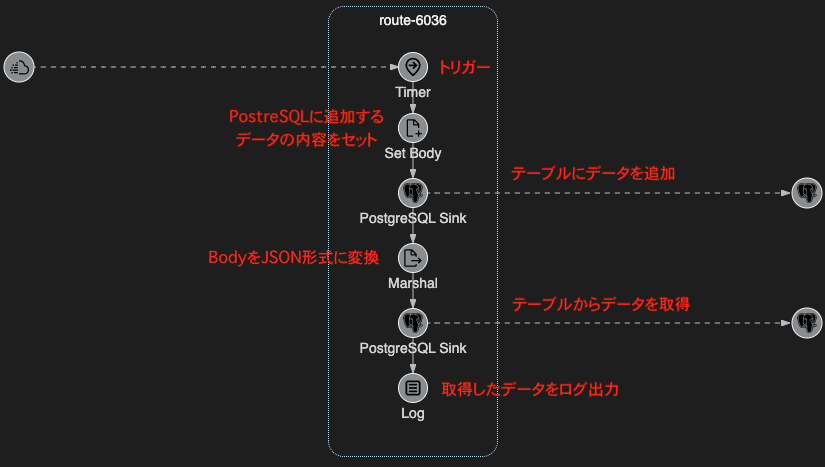 route-6036
トリガー
Timer
PostreSQLに追加する
データの内容をセット
Set Body
テーブルにデータを追加
PostgreSQL Sink
BodyをJSON形式に変換
Marshal
テーブルからデータを取得
PostgreSQL Sink
取得したデータをログ出力
Log